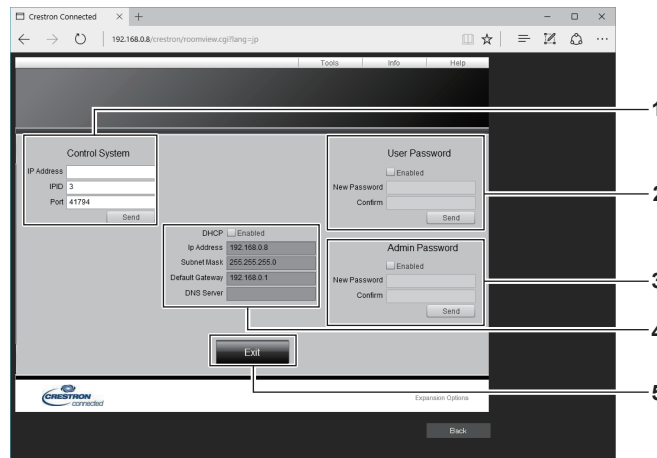 Crestron Connected
192.168.0.8/crestron/roomview.cgi?lang=jp
Tools Info Help
1
Control System
IP Address
IPID 3
Port 41794
Send
User Password
Enabled
New Password
Confirm
Send
2
DHCP Enabled
Ip Address 192.168.0.8
Subnet Mask 255.255.255.0
Default Gateway 192.168.0.1
DNS Server
Admin Password
Enabled
New Password
Confirm
Send
3
4
Exit
5
CRESTRON
connected
Expansion Options
Back